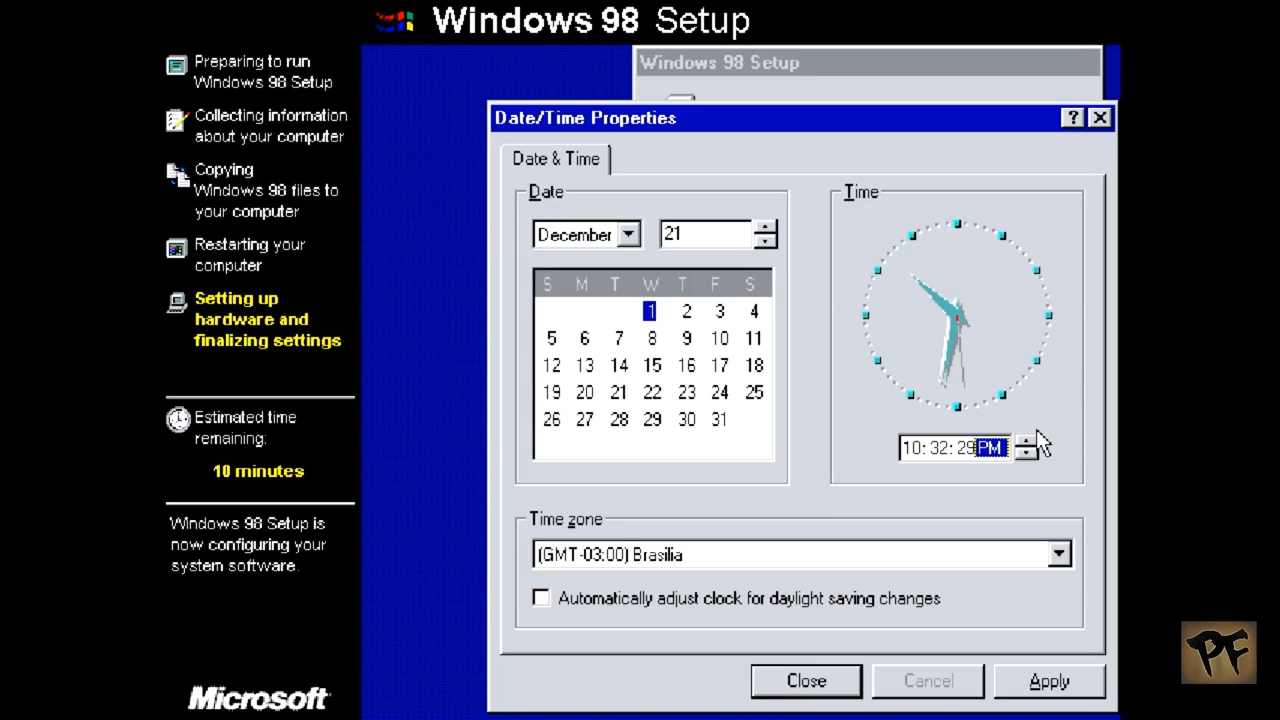 Windows 98 Setup
Preparing to run
Windows 98 Setup
Collecting information
about your computer
Copying
Windows 98 files to
your computer
Restarting your
computer
Setting up
hardware and
finalizing settings
Estimated time
remaining:
10 minutes
Windows 98 Setup is
now configuring your
system software.
Microsoft
Windows 98 Setup
Date/Time Properties
? X
Date & Time
Date
December 21
S M T W T F S
1 2 3 4
5 6 7 8 9 10 11
12 13 14 15 16 17 18
19 20 21 22 23 24 25
26 27 28 29 30 31
Time
10: 32: 29 PM
Time zone
(GMT-03:00) Brasilia
Automatically adjust clock for daylight saving changes
Close Cancel Apply
PF